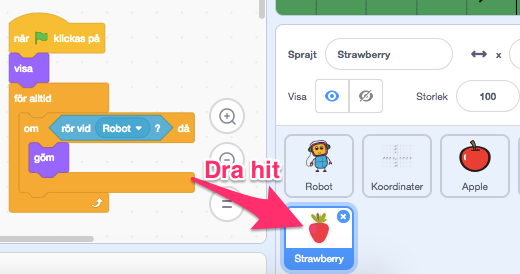 när klickas på
visa
för alltid
om rör vid Robot ? då
göm
Dra hit
Sprajt Strawberry x
Visa Storlek 100
Robot Koordinater Apple
Strawberry